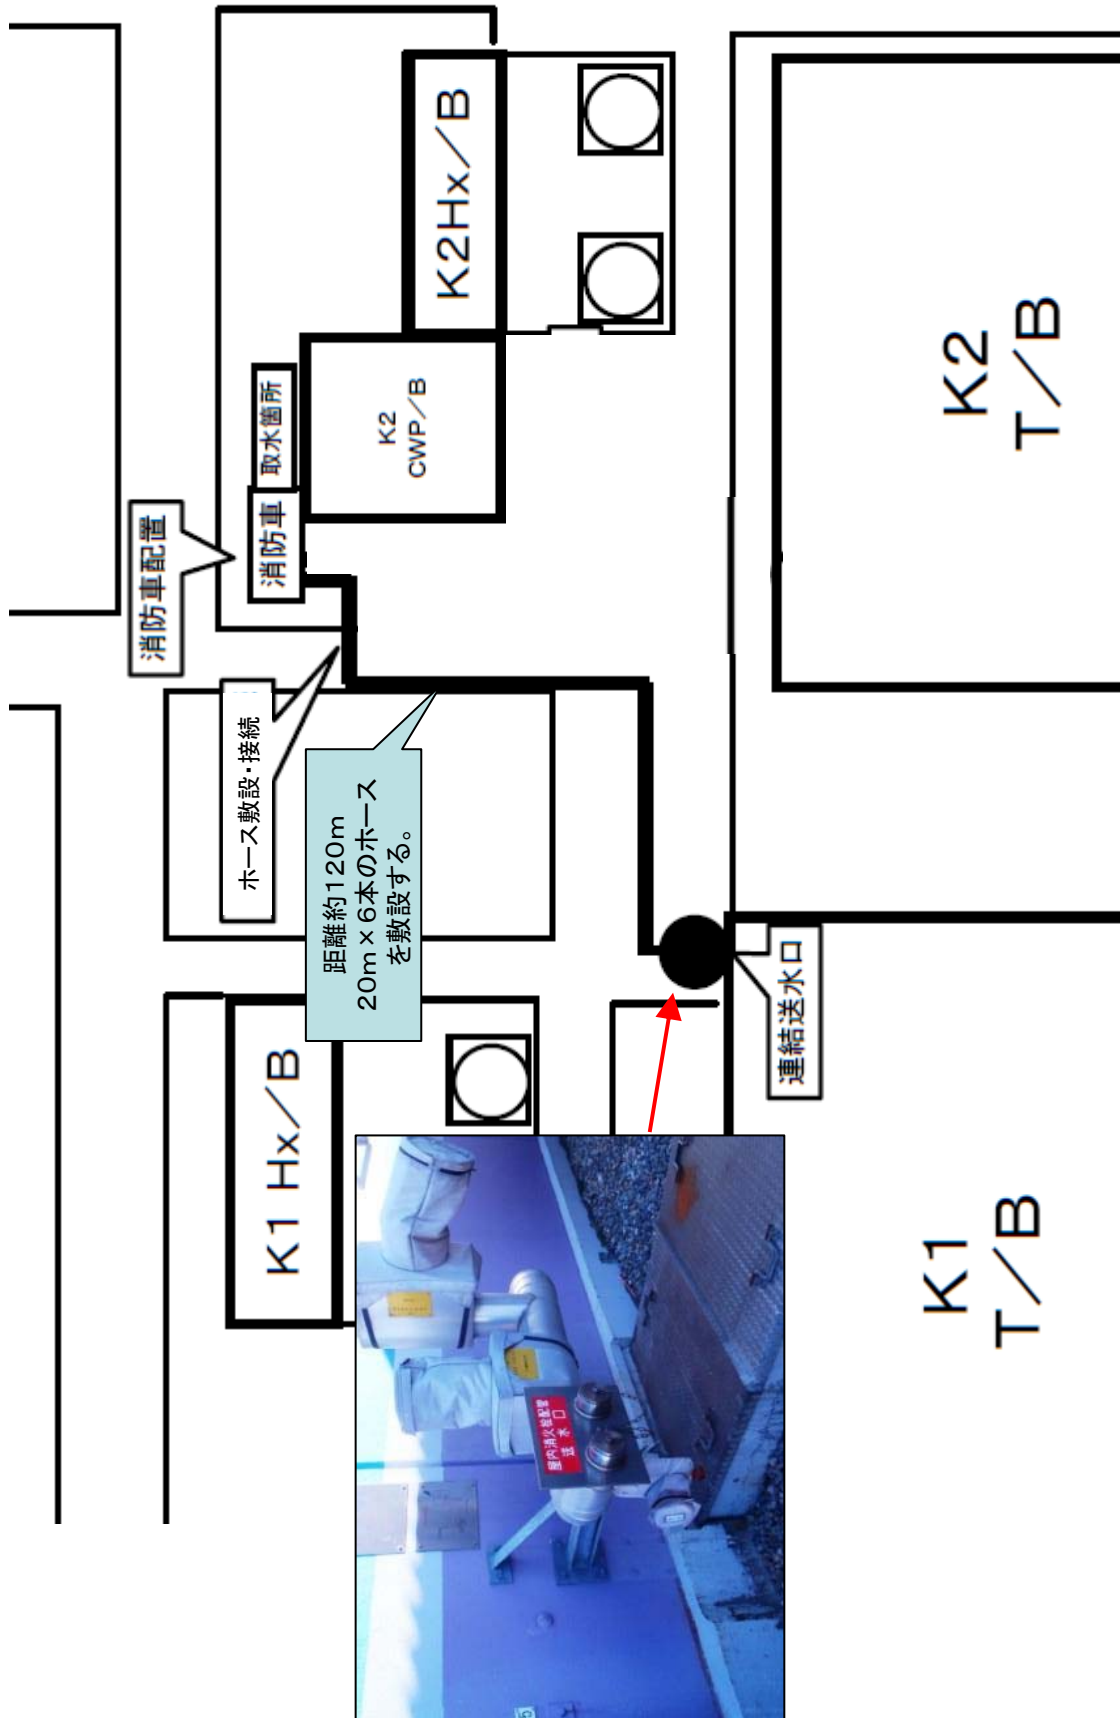 消防車配置
消防車
取水箇所
K2Hx/B
K2
CWP/B
ホース敷設・接続
距離約120m
20m×6本のホース
を敷設する。
K2
T/B
K1 Hx/B
連結送水口
K1
T/B
屋内消火栓配管
送水口